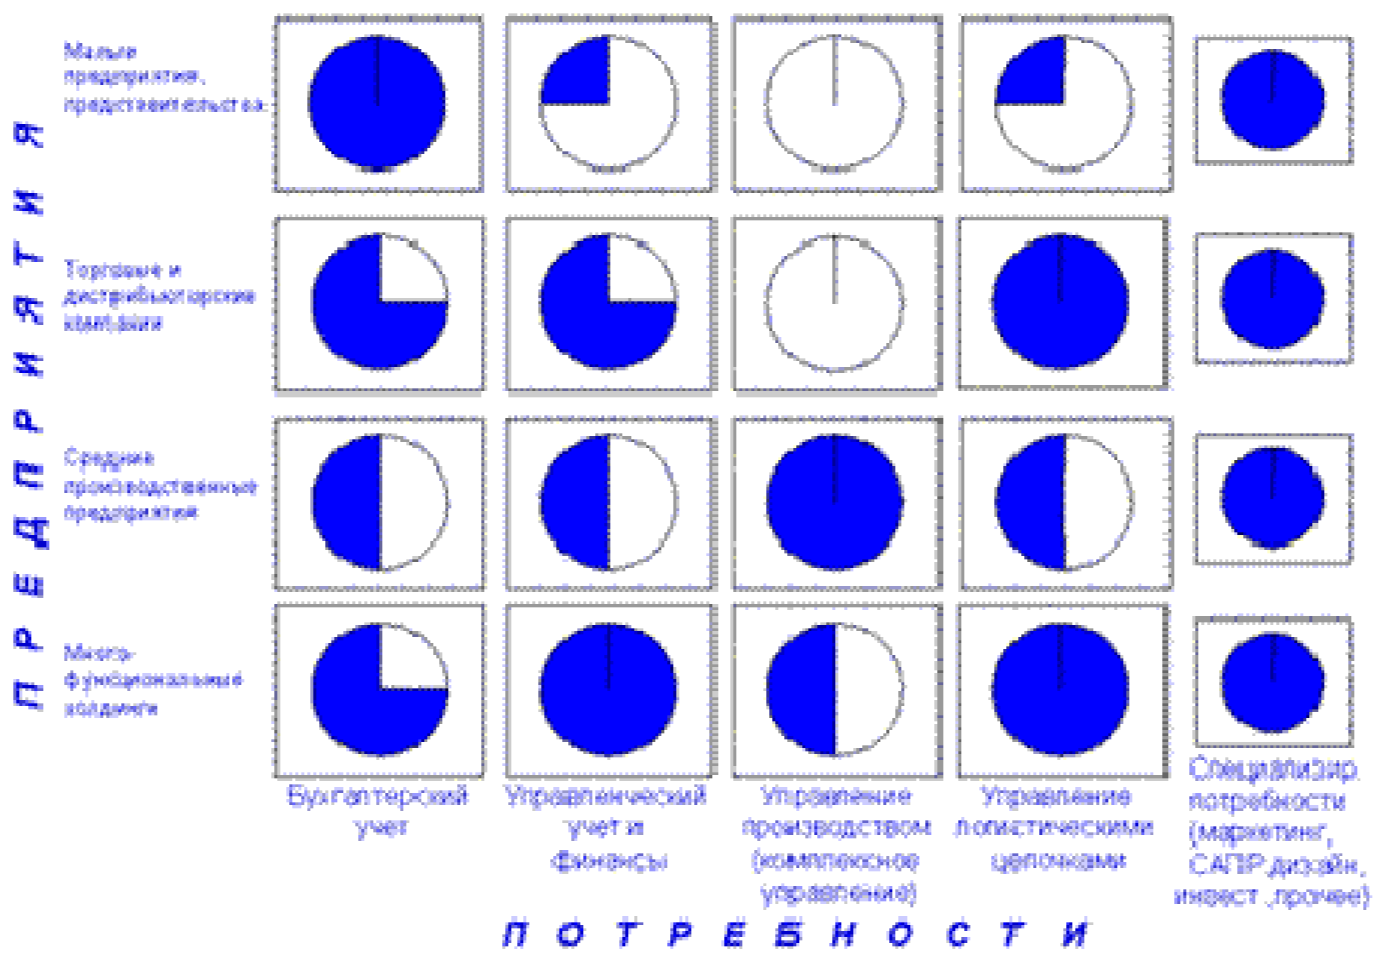 ПРЕДПРИЯТИЯ
Малые
предприятия,
представительства
Торговые и
дистрибьюторские
компании
Средние
производственные
предприятия
Много-
функциональные
холдинги
Бухгалтерский
учет
Управленческий
учет и
финансы
Управление
производством
(комплексное
управление)
Управление
логистическими
цепочками
Специализир.
потребности
(маркетинг,
САПР,дизайн,
инвест.,прочее)
ПОТРЕБНОСТИ